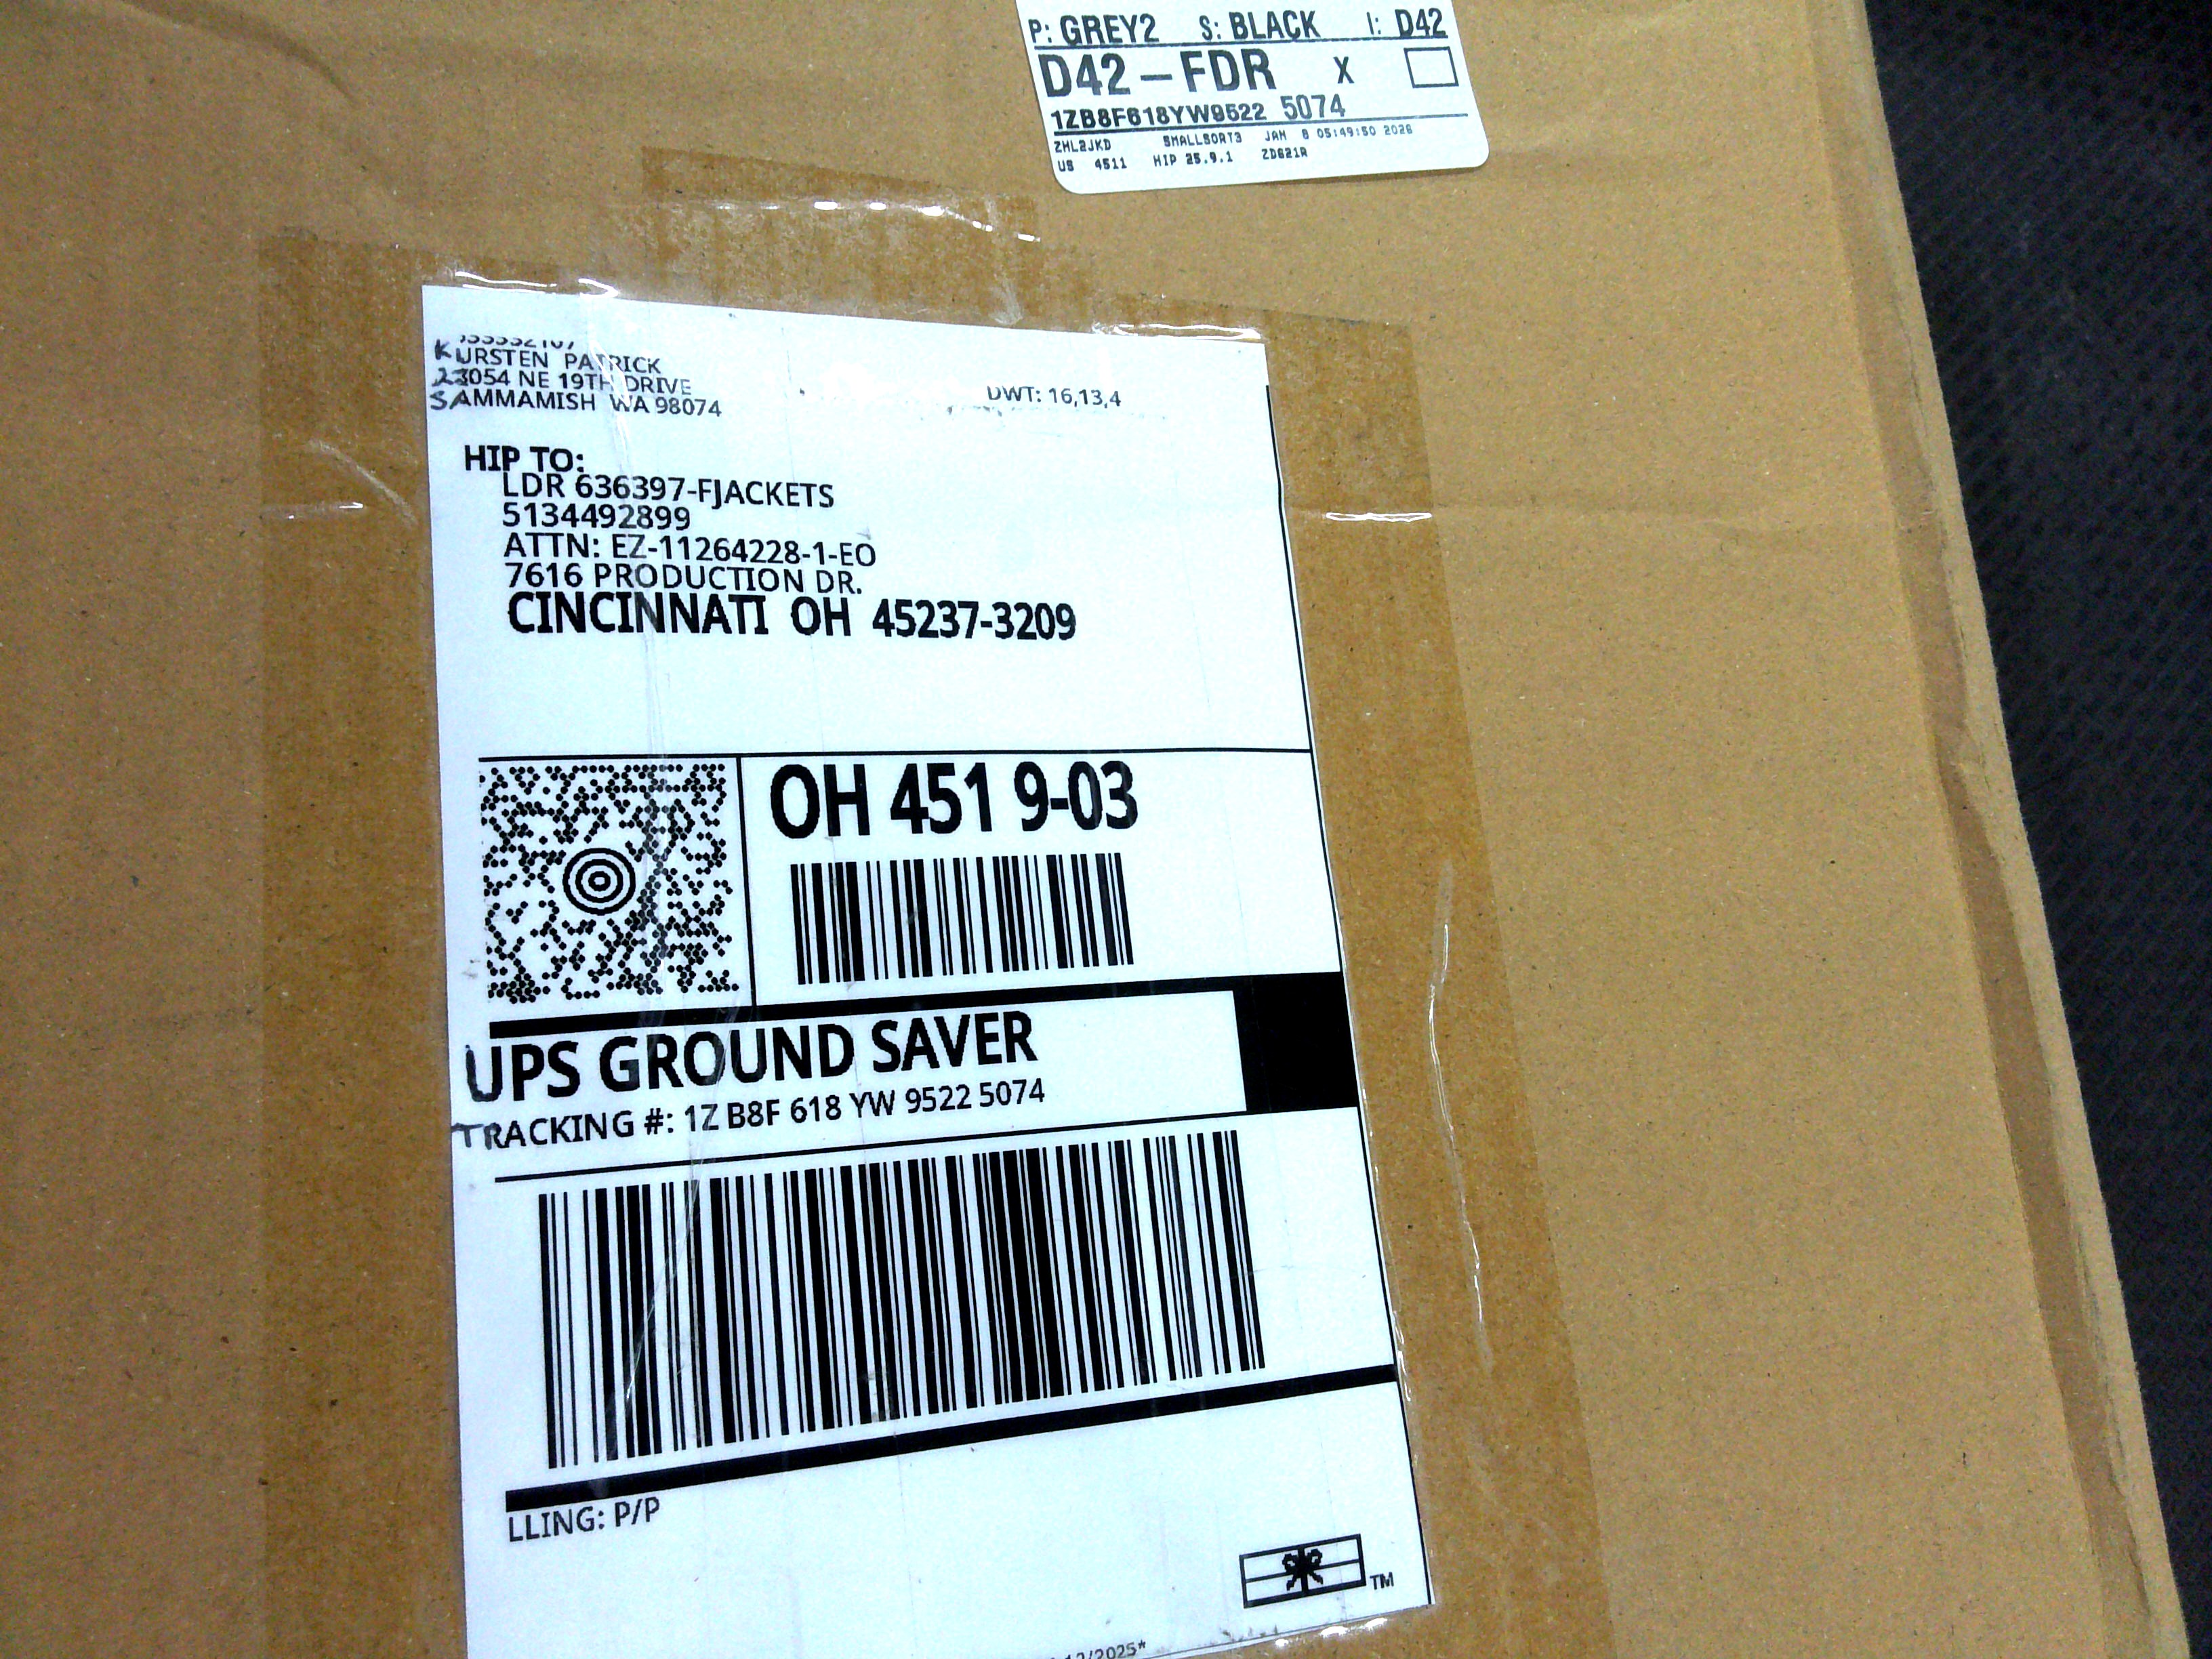 P: GREY2 S: BLACK I: D42
D42-FDR X
1ZB8F618YW9522 5074
ZHL2JKD SMALLSORT3 JAN 8 05:49:50 2026
US 4511 HIP 25.9.1 ZD621R
KURSTEN PATRICK
23054 NE 19TH DRIVE
SAMMAMISH WA 98074
DWT: 16,13,4
HIP TO:
LDR 636397-FJACKETS
5134492899
ATTN: EZ-11264228-1-EO
7616 PRODUCTION DR.
CINCINNATI OH 45237-3209
OH 451 9-03
UPS GROUND SAVER
TRACKING #: 1Z B8F 618 YW 9522 5074
LLING: P/P
TM